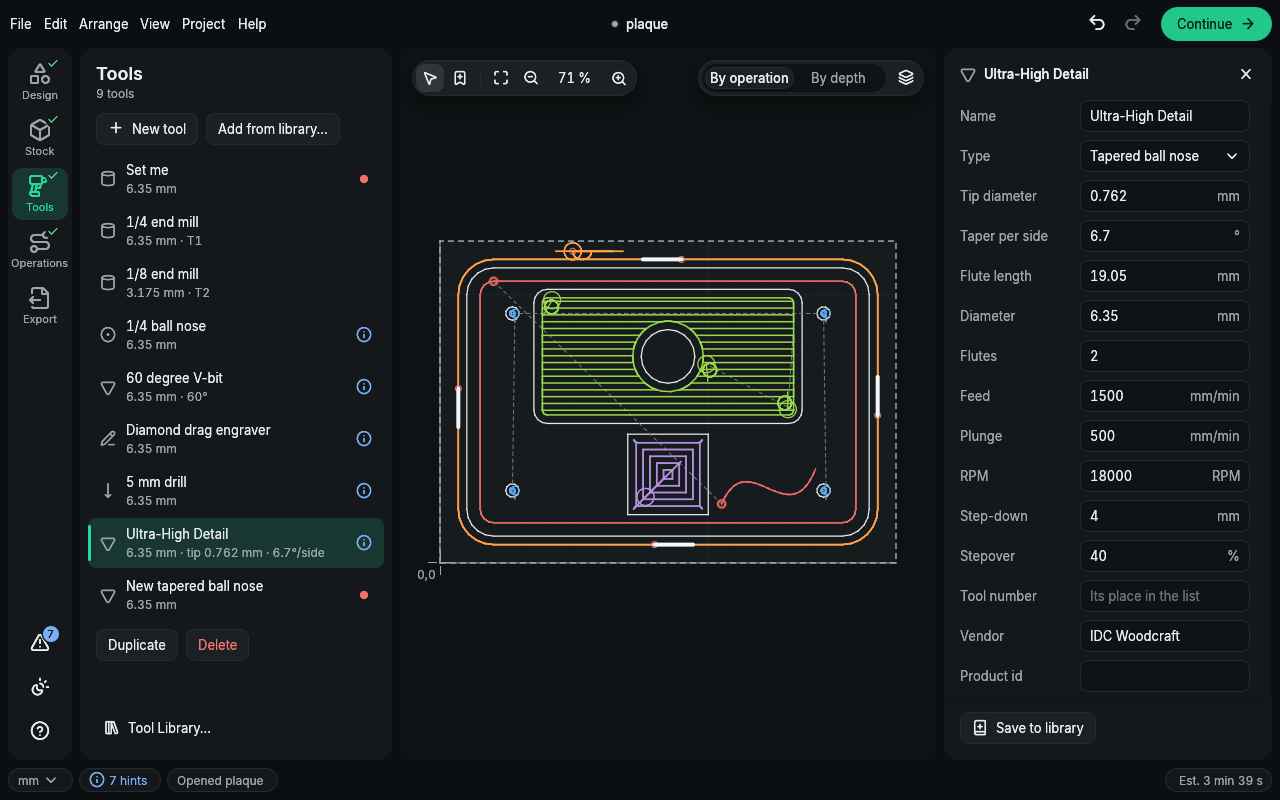 File Edit Arrange View Project Help
plaque
Continue
Design
Stock
Tools
Operations
Export
7
Tools
9 tools
New tool
Add from library...
Set me
6.35 mm
1/4 end mill
6.35 mm · T1
1/8 end mill
3.175 mm · T2
1/4 ball nose
6.35 mm
60 degree V-bit
6.35 mm · 60°
Diamond drag engraver
6.35 mm
5 mm drill
6.35 mm
Ultra-High Detail
6.35 mm · tip 0.762 mm · 6.7°/side
New tapered ball nose
6.35 mm
Duplicate
Delete
Tool Library...
71 %
By operation
By depth
0,0
Ultra-High Detail
Name Ultra-High Detail
Type Tapered ball nose
Tip diameter 0.762 mm
Taper per side 6.7 °
Flute length 19.05 mm
Diameter 6.35 mm
Flutes 2
Feed 1500 mm/min
Plunge 500 mm/min
RPM 18000 RPM
Step-down 4 mm
Stepover 40 %
Tool number Its place in the list
Vendor IDC Woodcraft
Product id
Save to library
mm
7 hints
Opened plaque
Est. 3 min 39 s